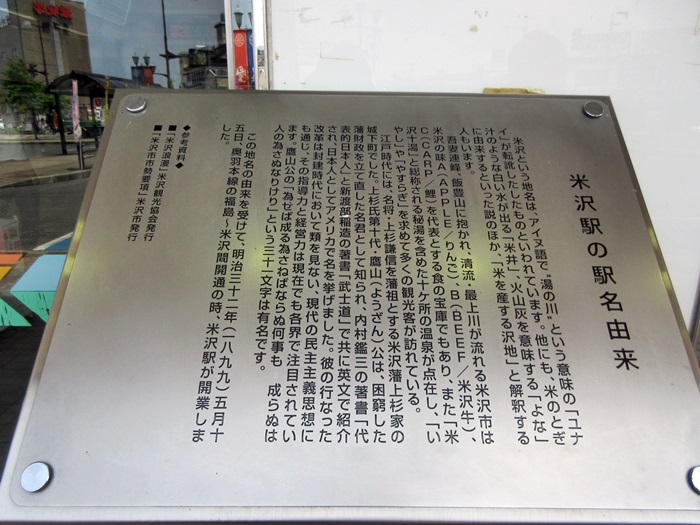 米沢駅の駅名由来
米沢という地名は、アイヌ語で“湯の川”という意味の「ユナ
イ」が転訛したしたものといわれています。他にも、米のとぎ
汁のような白い水が出る「米井」、火山灰を意味する「よな」
に由来するといった説のほか、「米を産する沢地」と解釈する
人もいます。
吾妻連峰、飯豊山に抱かれ、清流・最上川が流れる米沢市は
米沢の味A（APPLE／りんご）、B（BEEF／米沢牛）、
C（CARP／鯉）を代表とする食の宝庫でもあり、また「米
沢十湯」と総称される秘湯を含めた十ケ所の温泉が点在し、「い
やし」や「やすらぎ」を求めて多くの観光客が訪れている。
江戸時代には、名将・上杉謙信を藩祖とする米沢藩上杉家の
城下町でした。上杉氏第十代・鷹山（ようざん）公は、困窮した
藩財政を立て直した名君として知られ、内村鑑三の著書「代
表的日本人」と新渡部稲造の著書「武士道」で共に英文で紹介
され、日本人としてアメリカで名を挙げました。彼の行なった
改革は封建時代において類を見ない、現代の民主主義思想に
も通じ、その指導力と経営力は現在でも各界で注目されてい
ます。鷹山公の「為せば成る為さねばならぬ何事も　成らぬは
人の為さぬなりけり」という三十一文字は有名です。
この地名の由来を受けて、明治三十二年（一八九九）五月十
五日、奥羽本線の福島～米沢間開通の時、米沢駅が開業しま
した。
◆参考資料◆
■「米沢浪漫」米沢観光協会発行
■「米沢市市勢要項」米沢市発行